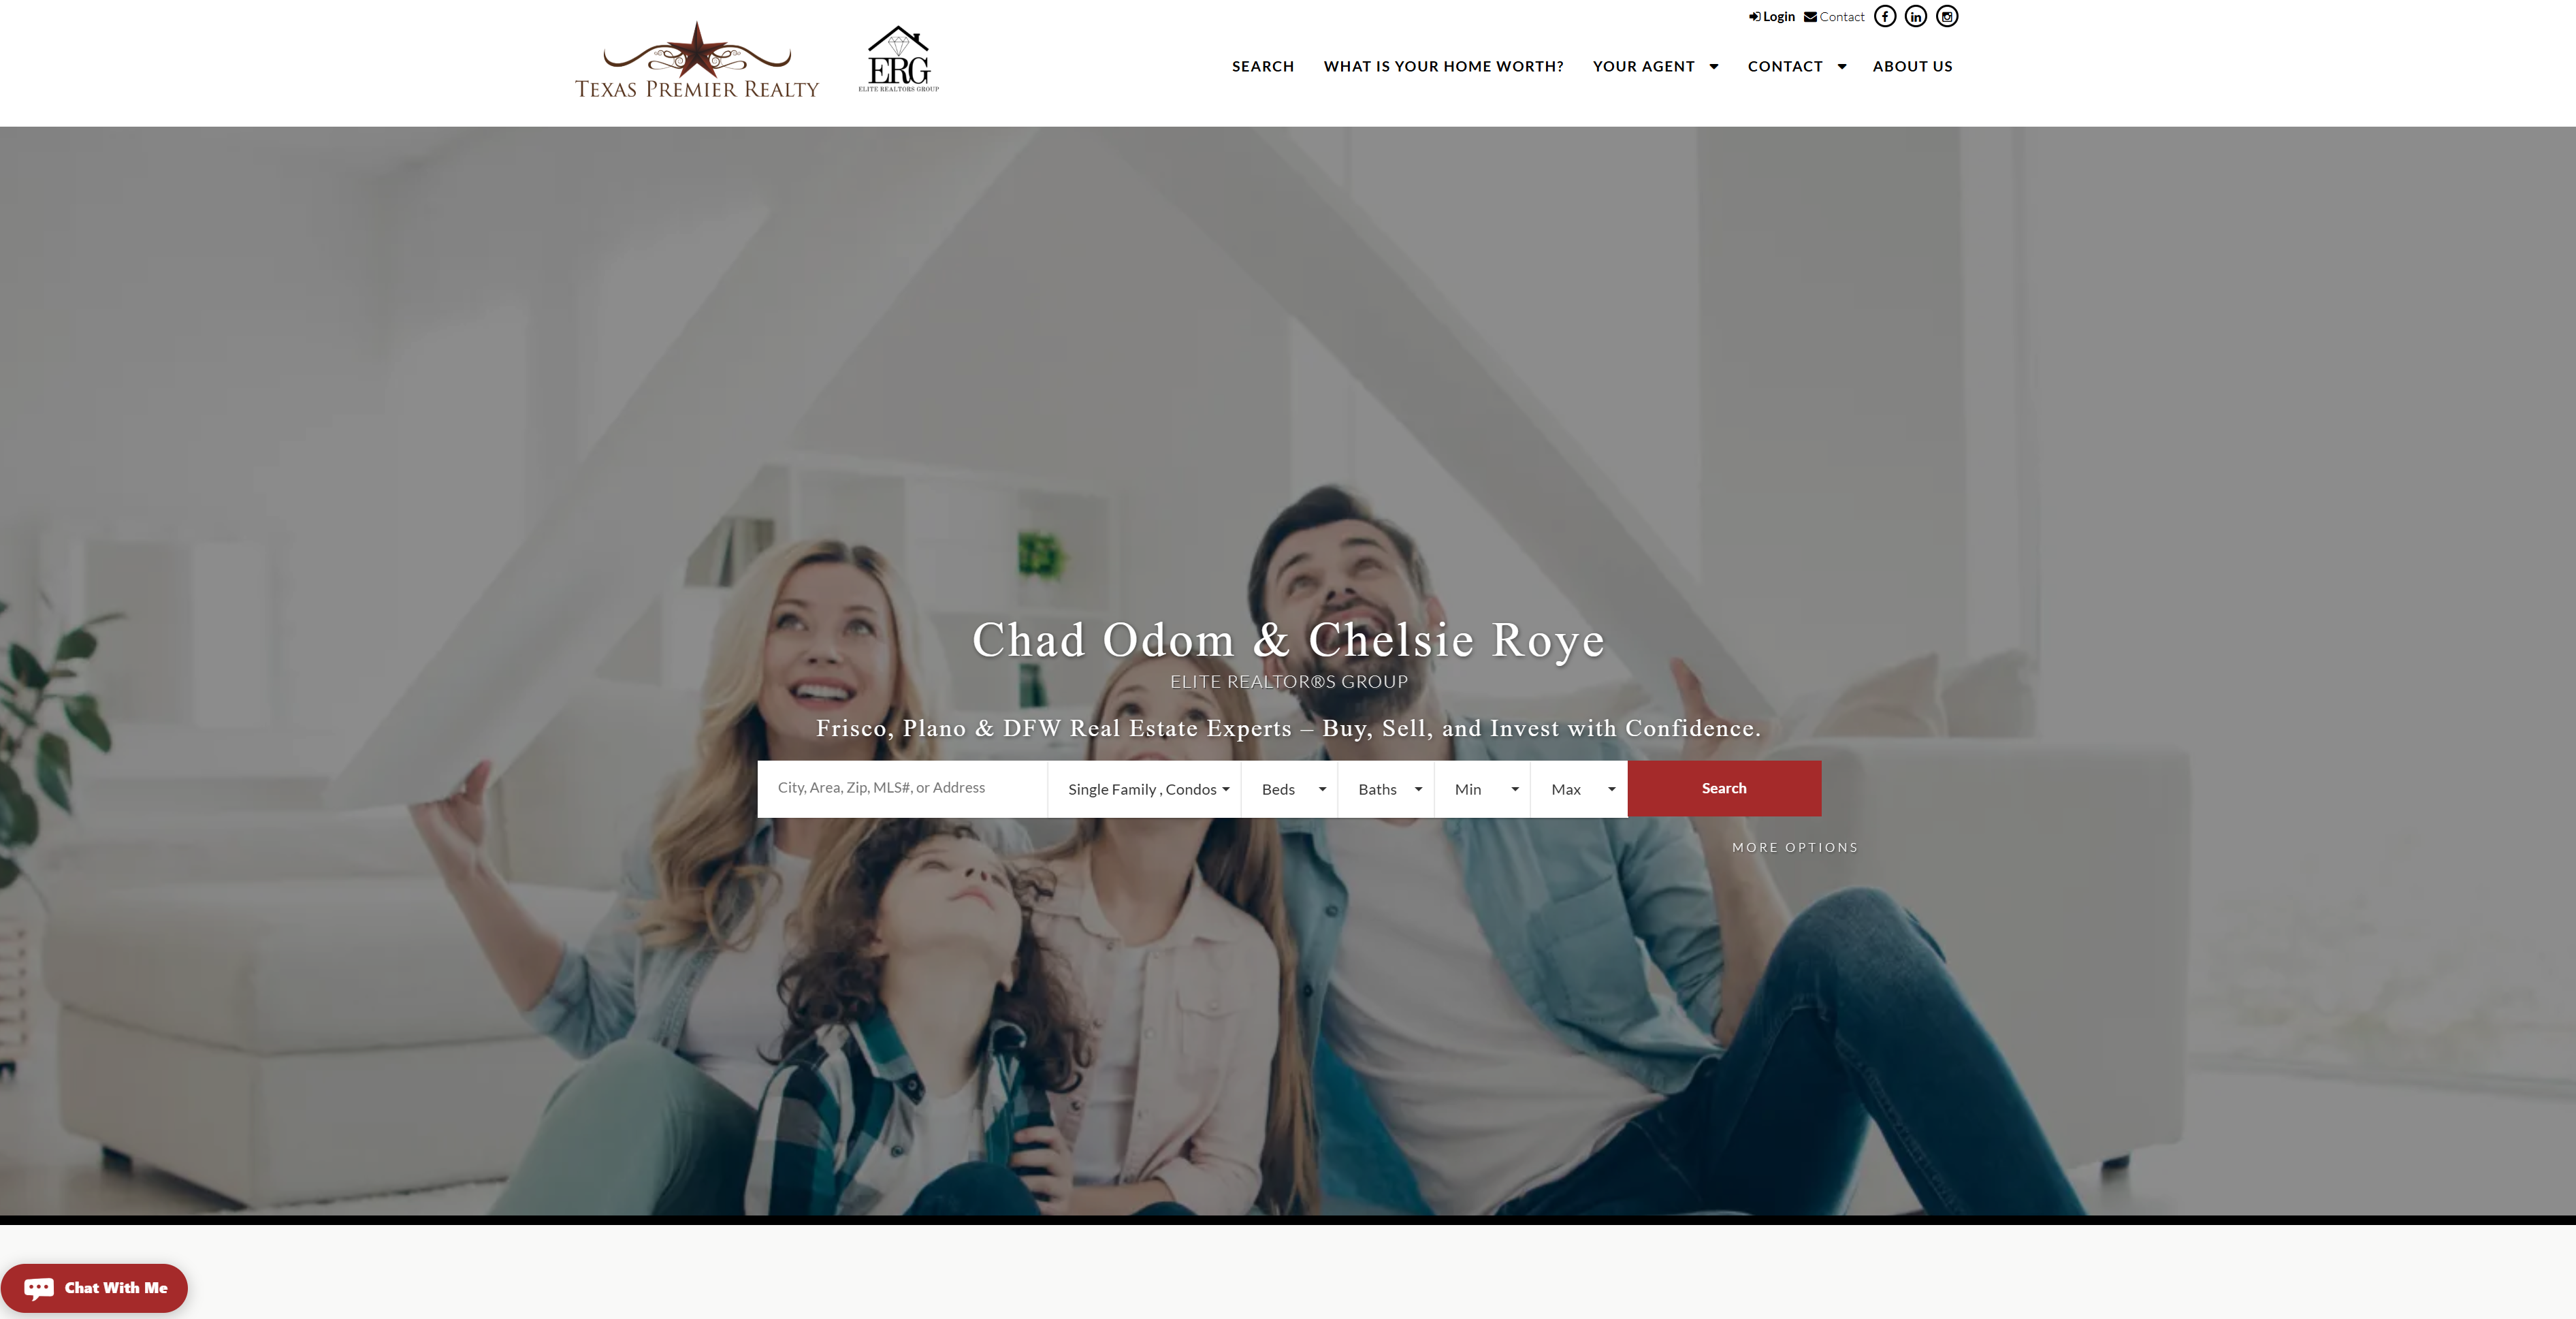 Login Contact
TEXAS PREMIER REALTY
ERG
ELITE REALTORS GROUP
SEARCH WHAT IS YOUR HOME WORTH? YOUR AGENT CONTACT ABOUT US
Chad Odom & Chelsie Roye
ELITE REALTOR®S GROUP
Frisco, Plano & DFW Real Estate Experts – Buy, Sell, and Invest with Confidence.
City, Area, Zip, MLS#, or Address Single Family , Condos Beds Baths Min Max Search
MORE OPTIONS
Chat With Me